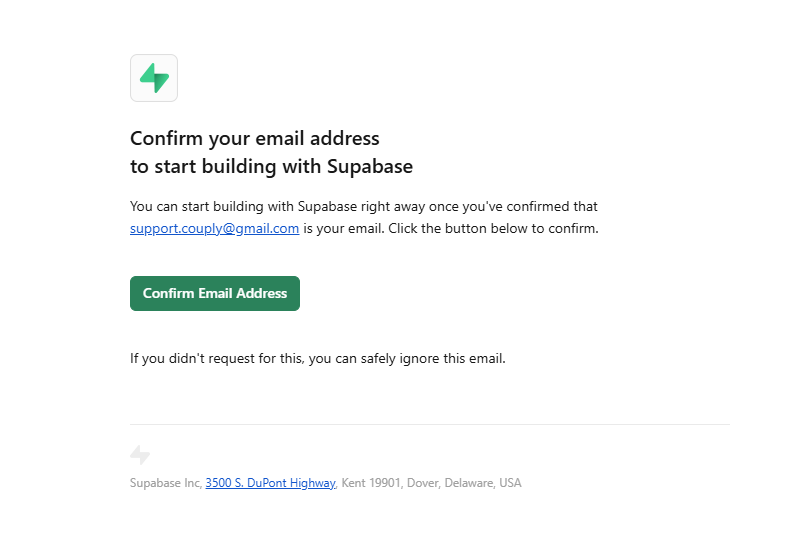 Confirm your email address
to start building with Supabase
You can start building with Supabase right away once you've confirmed that
support.couply@gmail.com is your email. Click the button below to confirm.
Confirm Email Address
If you didn't request for this, you can safely ignore this email.
Supabase Inc, 3500 S. DuPont Highway, Kent 19901, Dover, Delaware, USA